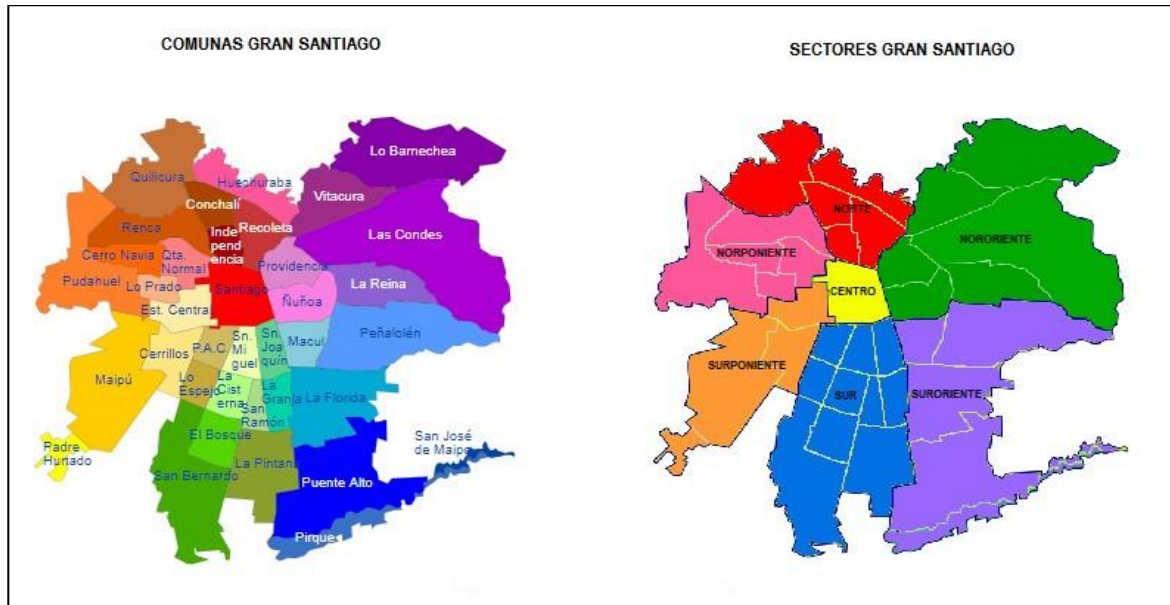 COMUNAS GRAN SANTIAGO
Lo Barnechea
Quilicura
Huechuraba
Vitacura
Conchalí
Renca
Inde
pend
encia
Recoleta
Las Condes
Cerro Navia
Qta.
Normal
Providencia
Pudahuel
Lo Prado
Santiago
La Reina
Ñuñoa
Est. Central
Peñalolén
Cerrillos
P.A.C.
Sn.
Mi
guel
Sn.
Joa
quín
Macul
Maipú
Lo
Espejo
La
Cist
erna
La
Granja
La Florida
San
Ramón
El Bosque
Padre
Hurtado
San José
de Maipo
San Bernardo
La Pintana
Puente Alto
Pirque
SECTORES GRAN SANTIAGO
NORTE
NORORIENTE
NORPONIENTE
CENTRO
SURPONIENTE
SUR
SURORIENTE